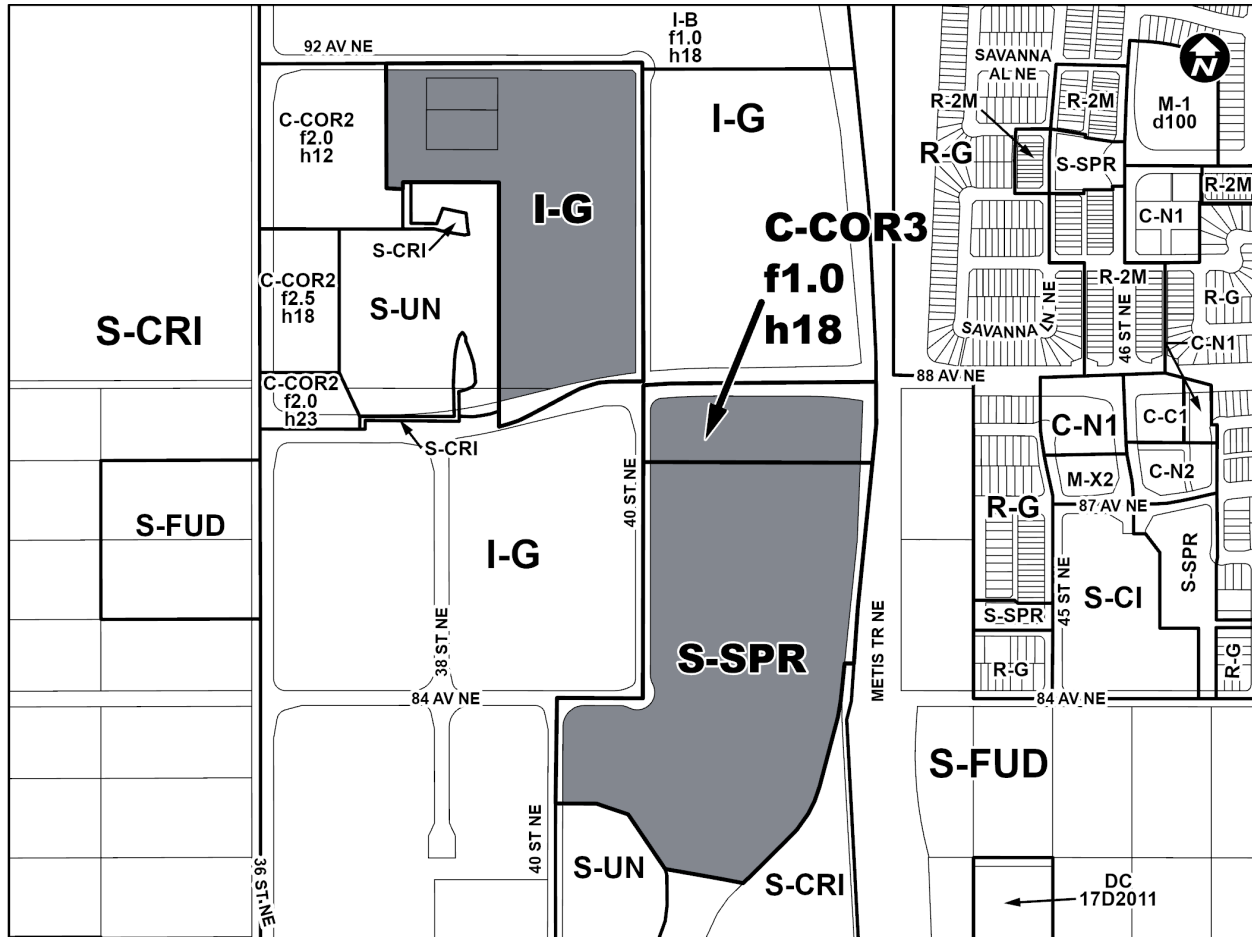 I-B
f1.0
h18
92 AV NE
SAVANNA
AL NE
N
C-COR2
f2.0
h12
I-G
R-2M
R-2M
M-1
d100
R-G
S-SPR
R-2M
I-G
C-N1
C-COR3
f1.0
h18
S-CRI
C-COR2
f2.5
h18
S-UN
R-2M
R-G
S-CRI
SAVANNA
LN NE
46 ST NE
C-N1
88 AV NE
C-COR2
f2.0
h23
C-C1
C-N1
S-CRI
40 ST NE
M-X2
C-N2
S-FUD
R-G
87 AV NE
I-G
S-SPR
45 ST NE
S-CI
S-SPR
38 ST NE
S-SPR
METIS TR NE
R-G
R-G
84 AV NE
84 AV NE
S-FUD
40 ST NE
36 ST NE
S-UN
S-CRI
DC
17D2011